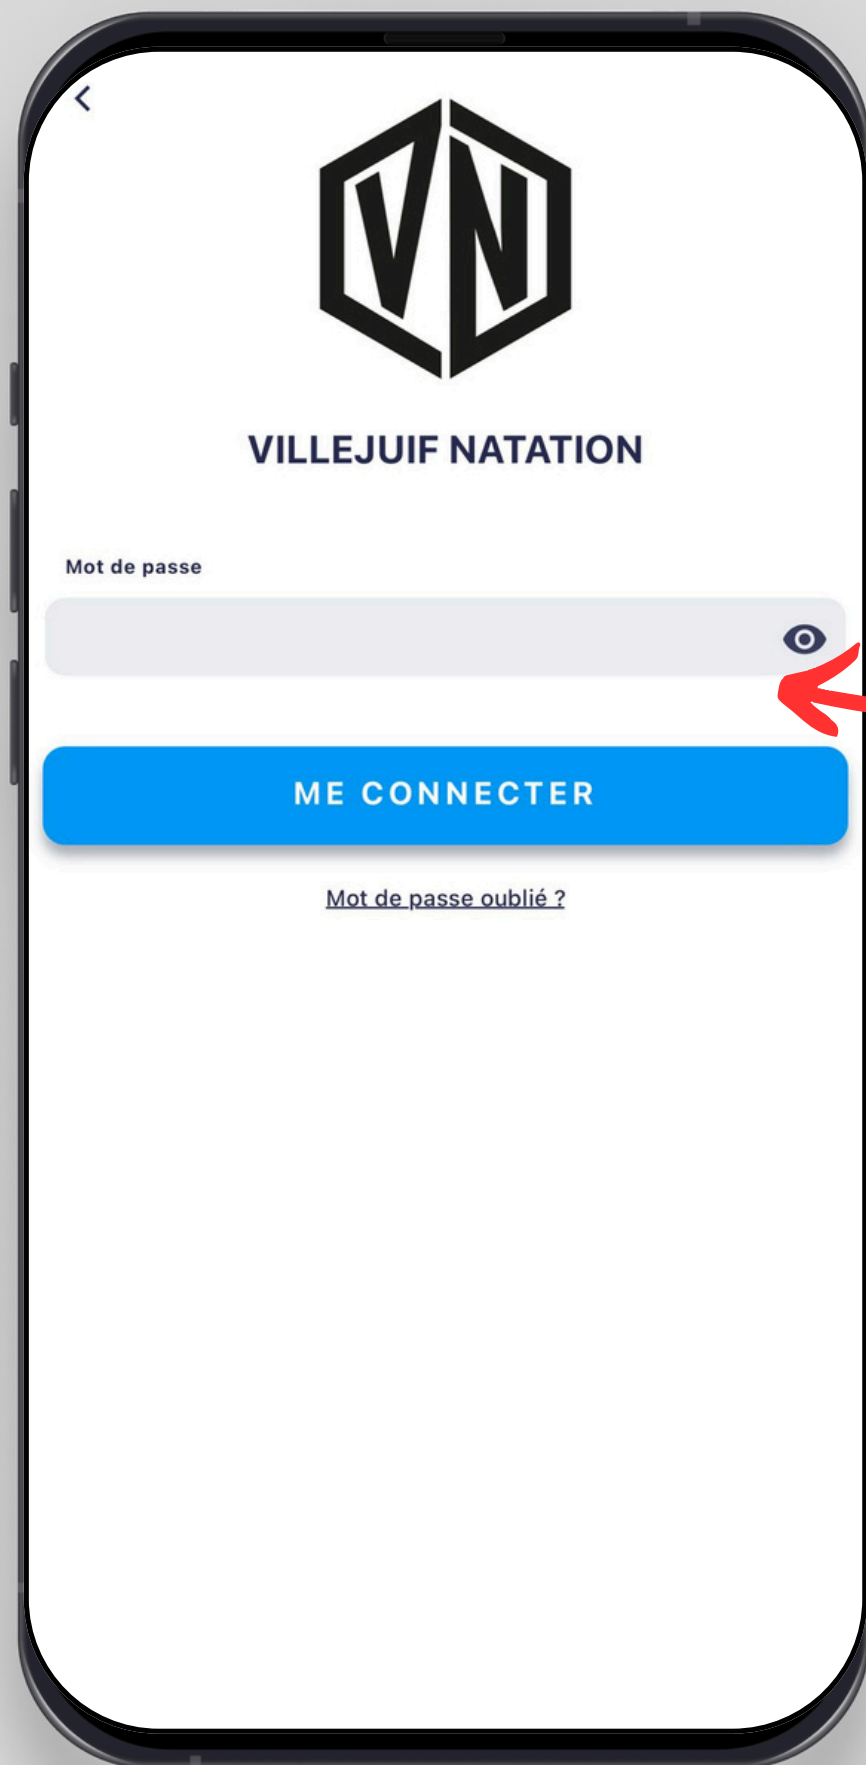 VN
VILLEJUIF NATATION
Mot de passe
ME CONNECTER
Mot de passe oublié ?